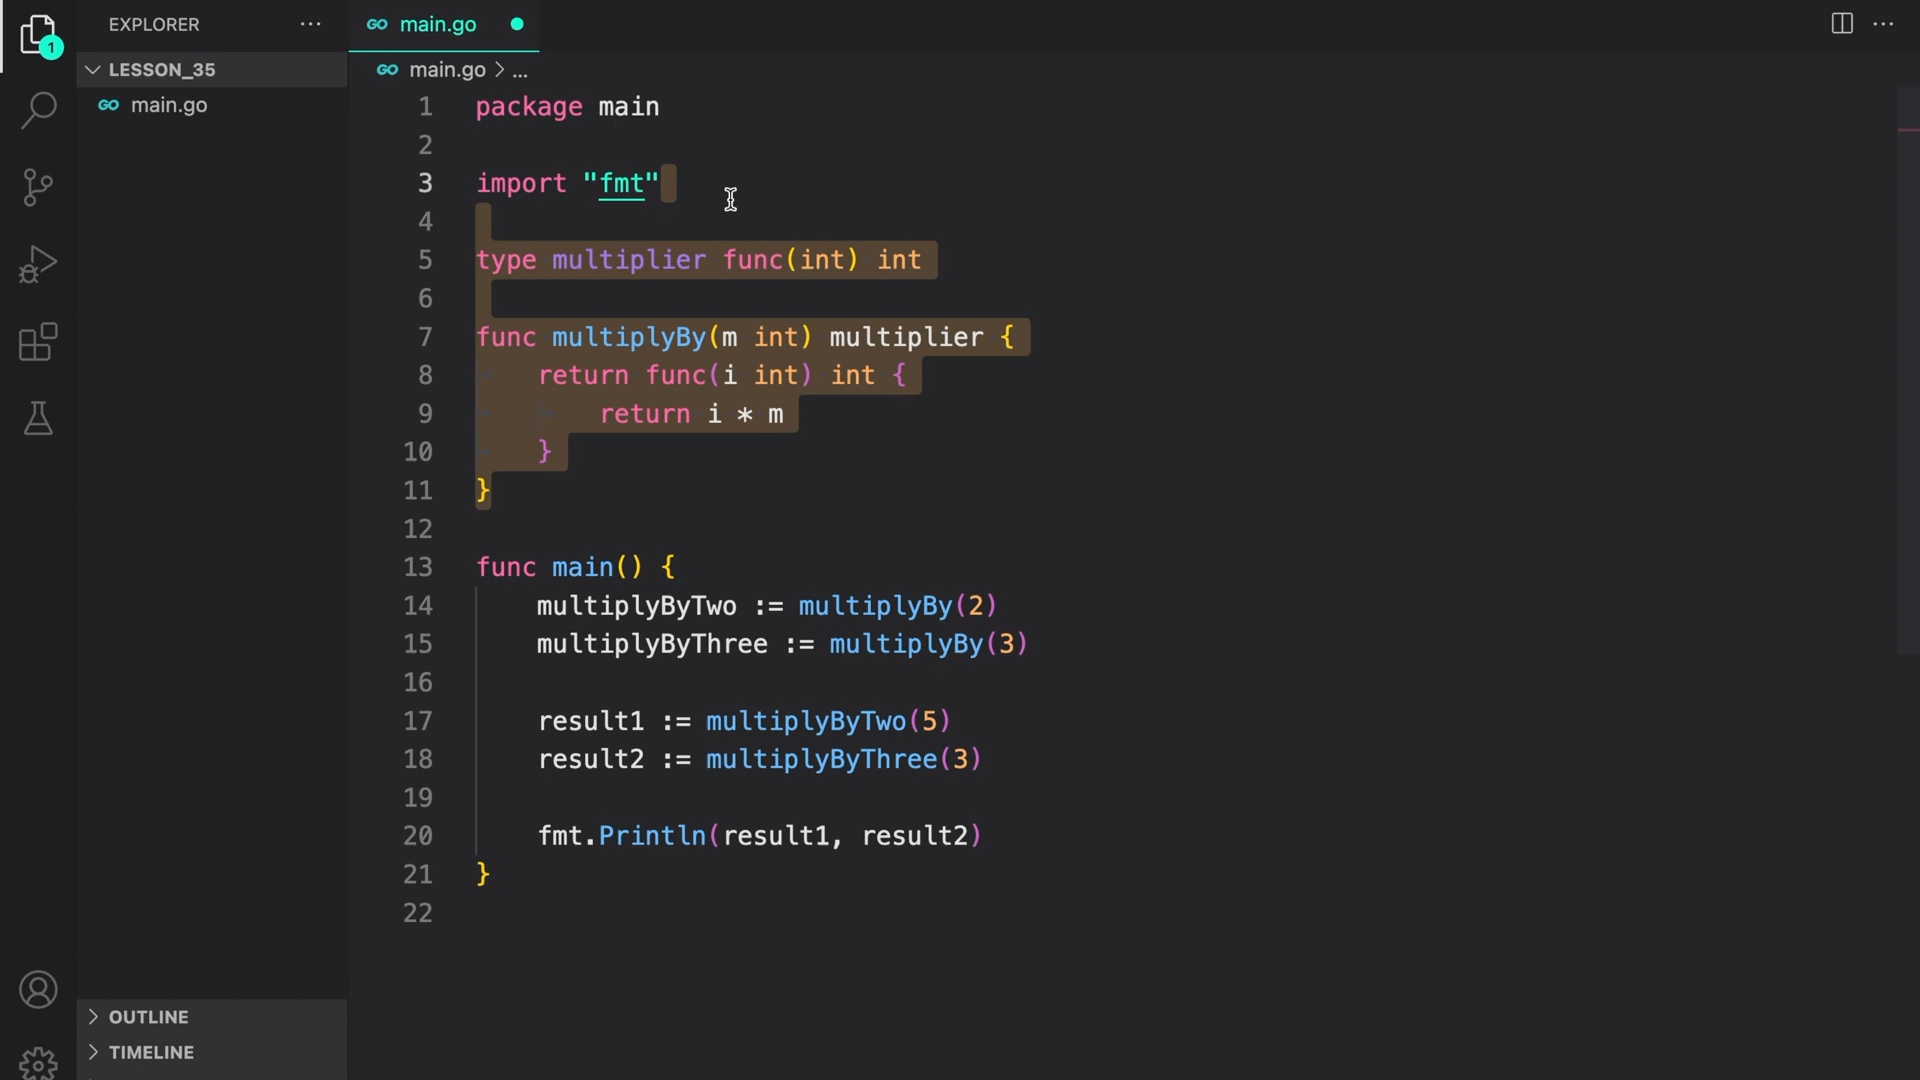 EXPLORER
LESSON_35
main.go
OUTLINE
TIMELINE
1
main.go
main.go > ...
1 package main
2
3 import "fmt"
4
5 type multiplier func(int) int
6
7 func multiplyBy(m int) multiplier {
8     return func(i int) int {
9         return i * m
10     }
11 }
12
13 func main() {
14     multiplyByTwo := multiplyBy(2)
15     multiplyByThree := multiplyBy(3)
16
17     result1 := multiplyByTwo(5)
18     result2 := multiplyByThree(3)
19
20     fmt.Println(result1, result2)
21 }
22